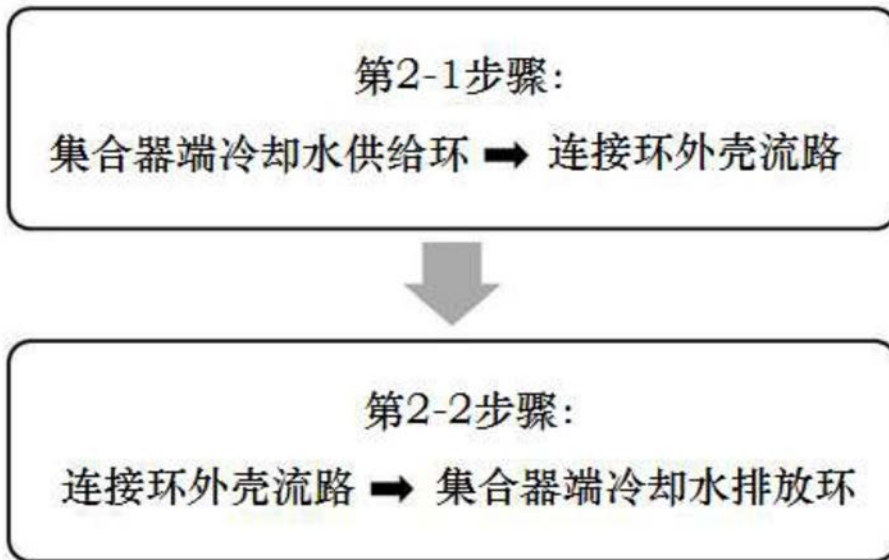 第2-1步骤:
集合器端冷却水供给环 ➡ 连接环外壳流路
第2-2步骤:
连接环外壳流路 ➡ 集合器端冷却水排放环